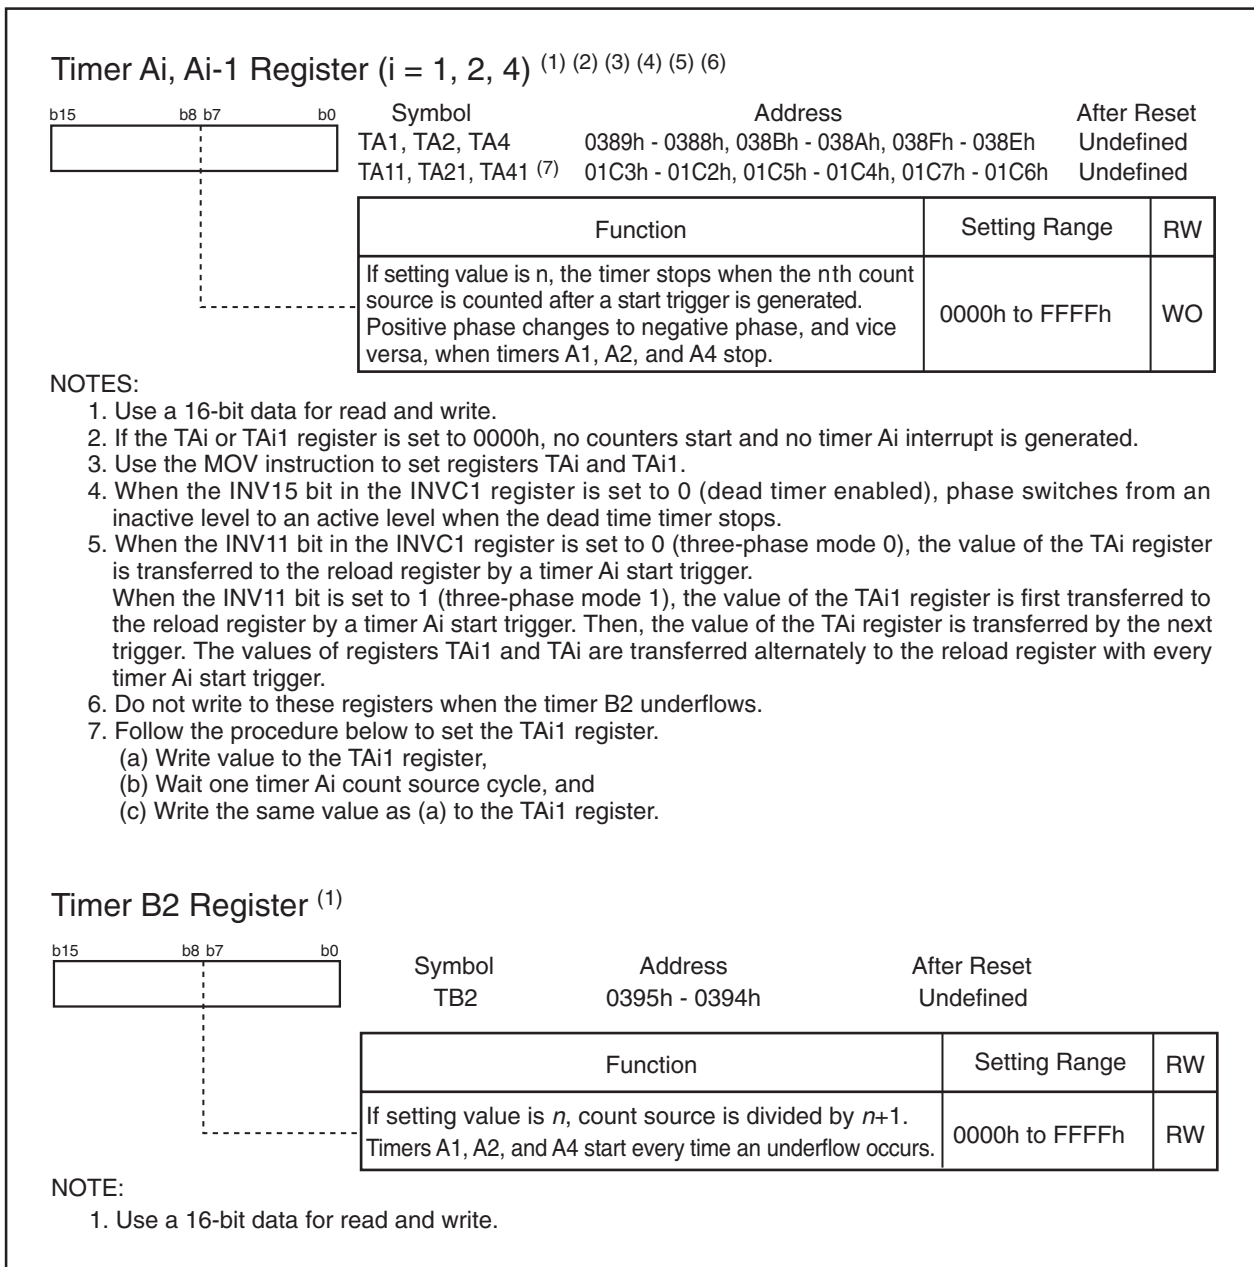 Timer Ai, Ai-1 Register (i = 1, 2, 4) (1) (2) (3) (4) (5) (6)
b15 b8 b7 b0
Symbol Address After Reset
TA1, TA2, TA4 0389h - 0388h, 038Bh - 038Ah, 038Fh - 038Eh Undefined
TA11, TA21, TA41 (7) 01C3h - 01C2h, 01C5h - 01C4h, 01C7h - 01C6h Undefined
Function Setting Range RW
If setting value is n, the timer stops when the nth count
source is counted after a start trigger is generated.
Positive phase changes to negative phase, and vice
versa, when timers A1, A2, and A4 stop.
0000h to FFFFh WO
NOTES:
1. Use a 16-bit data for read and write.
2. If the TAi or TAi1 register is set to 0000h, no counters start and no timer Ai interrupt is generated.
3. Use the MOV instruction to set registers TAi and TAi1.
4. When the INV15 bit in the INVC1 register is set to 0 (dead timer enabled), phase switches from an
inactive level to an active level when the dead time timer stops.
5. When the INV11 bit in the INVC1 register is set to 0 (three-phase mode 0), the value of the TAi register
is transferred to the reload register by a timer Ai start trigger.
When the INV11 bit is set to 1 (three-phase mode 1), the value of the TAi1 register is first transferred to
the reload register by a timer Ai start trigger. Then, the value of the TAi register is transferred by the next
trigger. The values of registers TAi1 and TAi are transferred alternately to the reload register with every
timer Ai start trigger.
6. Do not write to these registers when the timer B2 underflows.
7. Follow the procedure below to set the TAi1 register.
(a) Write value to the TAi1 register,
(b) Wait one timer Ai count source cycle, and
(c) Write the same value as (a) to the TAi1 register.
Timer B2 Register (1)
b15 b8 b7 b0
Symbol Address After Reset
TB2 0395h - 0394h Undefined
Function Setting Range RW
If setting value is n, count source is divided by n+1.
Timers A1, A2, and A4 start every time an underflow occurs.
0000h to FFFFh RW
NOTE:
1. Use a 16-bit data for read and write.